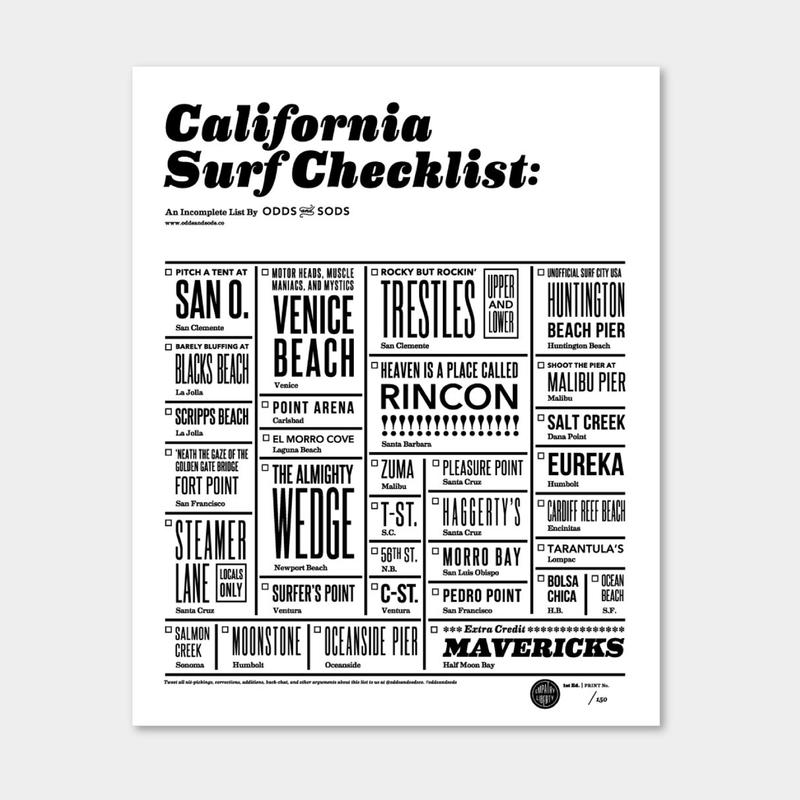 California
Surf Checklist:
An Incomplete List By ODDS and SODS
www.oddsandsods.co
PITCH A TENT AT
SAN O.
San Clemente
BARELY BLUFFING AT
BLACKS BEACH
La Jolla
SCRIPPS BEACH
La Jolla
'NEATH THE GAZE OF THE
GOLDEN GATE BRIDGE
FORT POINT
San Francisco
STEAMER
LANE
LOCALS
ONLY
Santa Cruz
MOTOR HEADS, MUSCLE
MANIACS, AND MYSTICS
VENICE
BEACH
Venice
POINT ARENA
Carlsbad
EL MORRO COVE
Laguna Beach
THE ALMIGHTY
WEDGE
Newport Beach
SURFER'S POINT
Ventura
ROCKY BUT ROCKIN'
TRESTLES
UPPER
AND
LOWER
San Clemente
HEAVEN IS A PLACE CALLED
RINCON
!!!!!!!!!!!!!!!
Santa Barbara
ZUMA
Malibu
T-ST.
S.C.
56TH ST.
N.B.
C-ST.
Ventura
PLEASURE POINT
Santa Cruz
HAGGERTY'S
Santa Cruz
MORRO BAY
San Luis Obispo
PEDRO POINT
San Francisco
UNOFFICIAL SURF CITY USA
HUNTINGTON
BEACH PIER
Huntington Beach
SHOOT THE PIER AT
MALIBU PIER
Malibu
SALT CREEK
Dana Point
EUREKA
Humbolt
CARDIFF REEF BEACH
Encinitas
TARANTULA'S
Lompac
BOLSA
CHICA
H.B.
OCEAN
BEACH
S.F.
SALMON
CREEK
Sonoma
MOONSTONE
Humbolt
OCEANSIDE PIER
Oceanside
*** Extra Credit ****************
MAVERICKS
Half Moon Bay
Tweet all nit-pickings, corrections, additions, back-chat, and other arguments about this list to us at @oddsandsodsco. #oddsandsods
1st Ed. | PRINT No.
/150